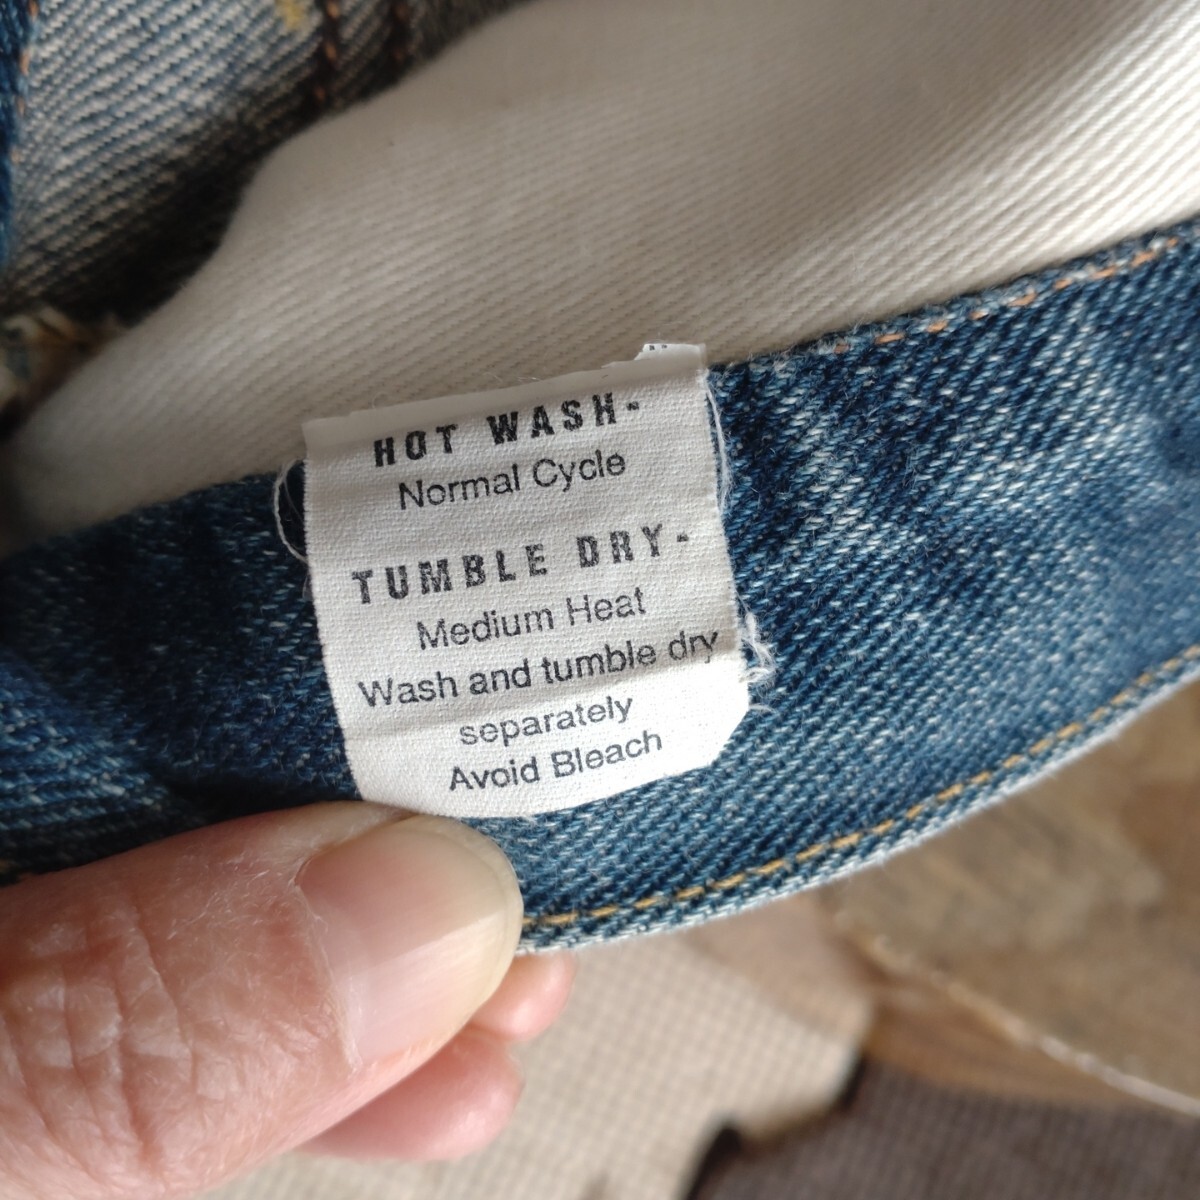 HOT WASH-
Normal Cycle
TUMBLE DRY-
Medium Heat
Wash and tumble dry
separately
Avoid Bleach